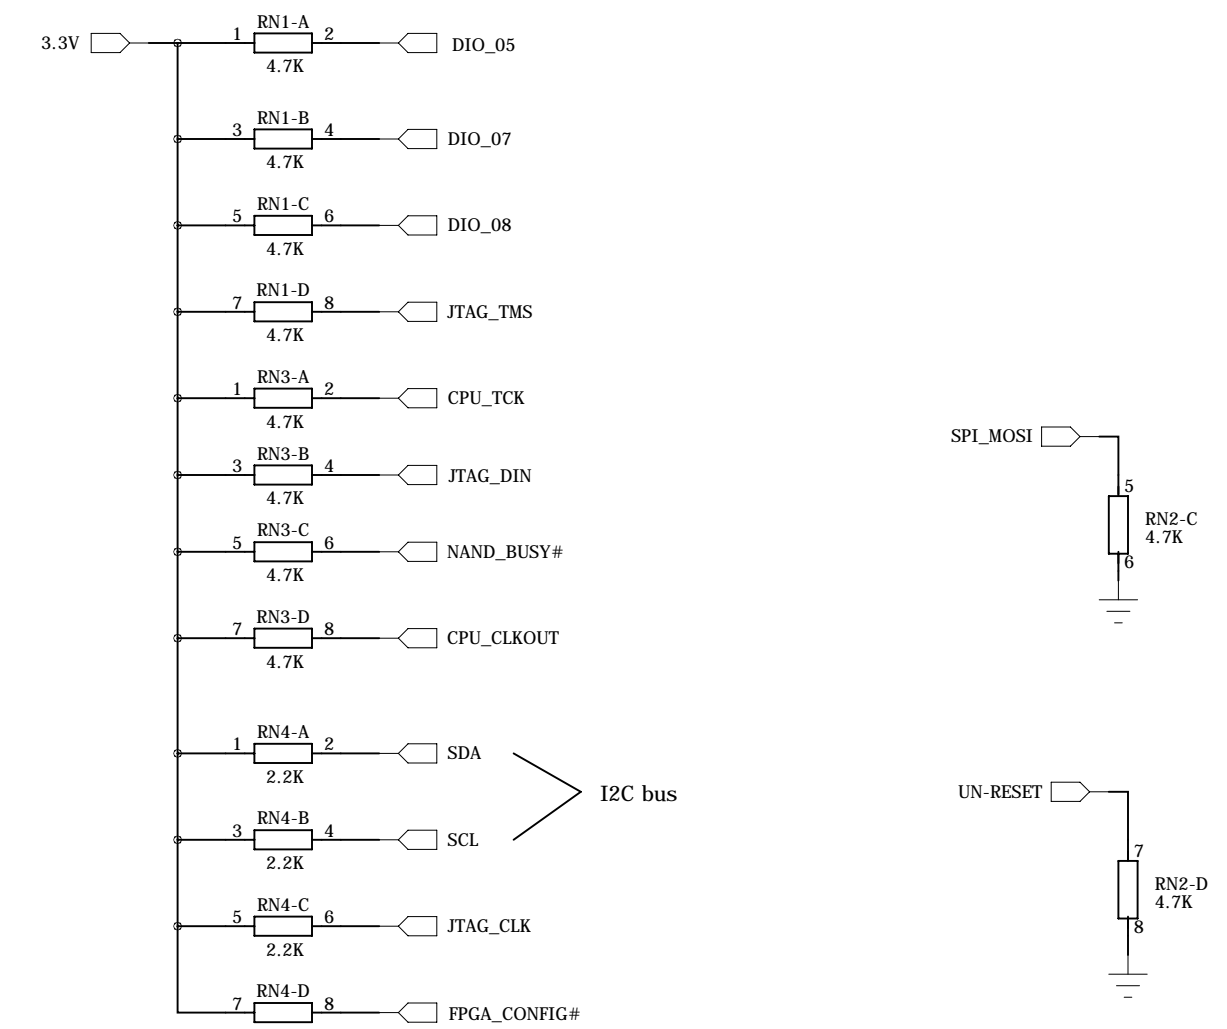 RN1-A
3.3V 1 2 DIO_05
4.7K
RN1-B
3 4 DIO_07
4.7K
RN1-C
5 6 DIO_08
4.7K
RN1-D
7 8 JTAG_TMS
4.7K
RN3-A
1 2 CPU_TCK
4.7K
RN3-B
3 4 JTAG_DIN
4.7K
RN3-C
5 6 NAND_BUSY#
4.7K
RN3-D
7 8 CPU_CLKOUT
4.7K
RN4-A
1 2 SDA
2.2K
I2C bus
RN4-B
3 4 SCL
2.2K
RN4-C
5 6 JTAG_CLK
2.2K
RN4-D
7 8 FPGA_CONFIG#
SPI_MOSI
5
RN2-C
4.7K
6
UN-RESET
7
RN2-D
4.7K
8